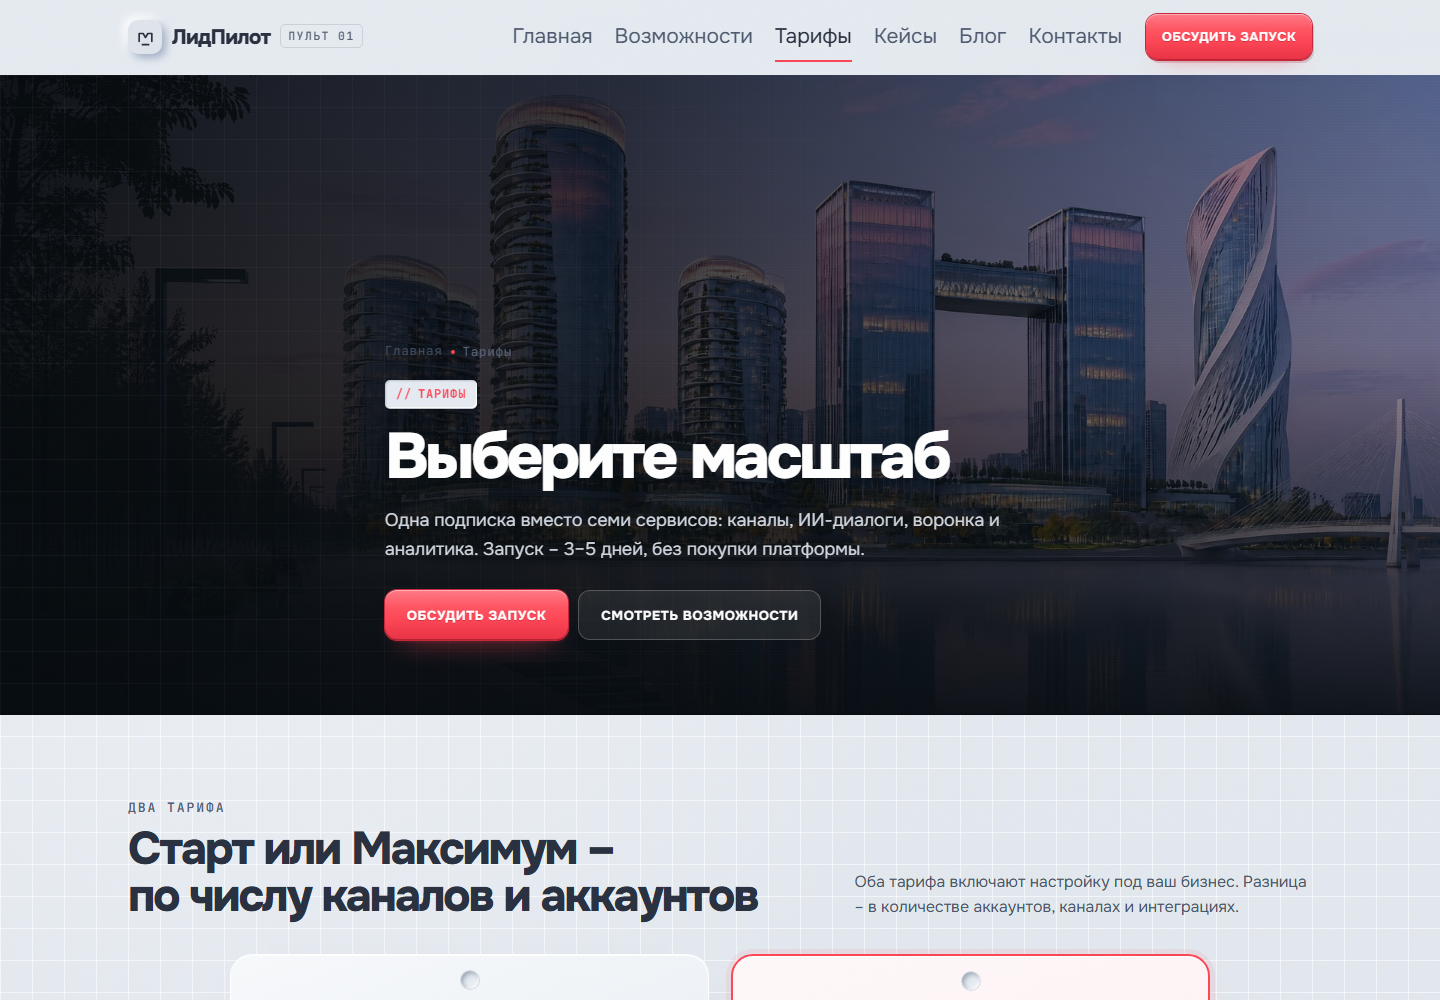 ЛидПилот
ПУЛЬТ 01
Главная
Возможности
Тарифы
Кейсы
Блог
Контакты
ОБСУДИТЬ ЗАПУСК
Главная • Тарифы
// ТАРИФЫ
Выберите масштаб
Одна подписка вместо семи сервисов: каналы, ИИ-диалоги, воронка и
аналитика. Запуск – 3–5 дней, без покупки платформы.
ОБСУДИТЬ ЗАПУСК
СМОТРЕТЬ ВОЗМОЖНОСТИ
ДВА ТАРИФА
Старт или Максимум –
по числу каналов и аккаунтов
Оба тарифа включают настройку под ваш бизнес. Разница
– в количестве аккаунтов, каналах и интеграциях.